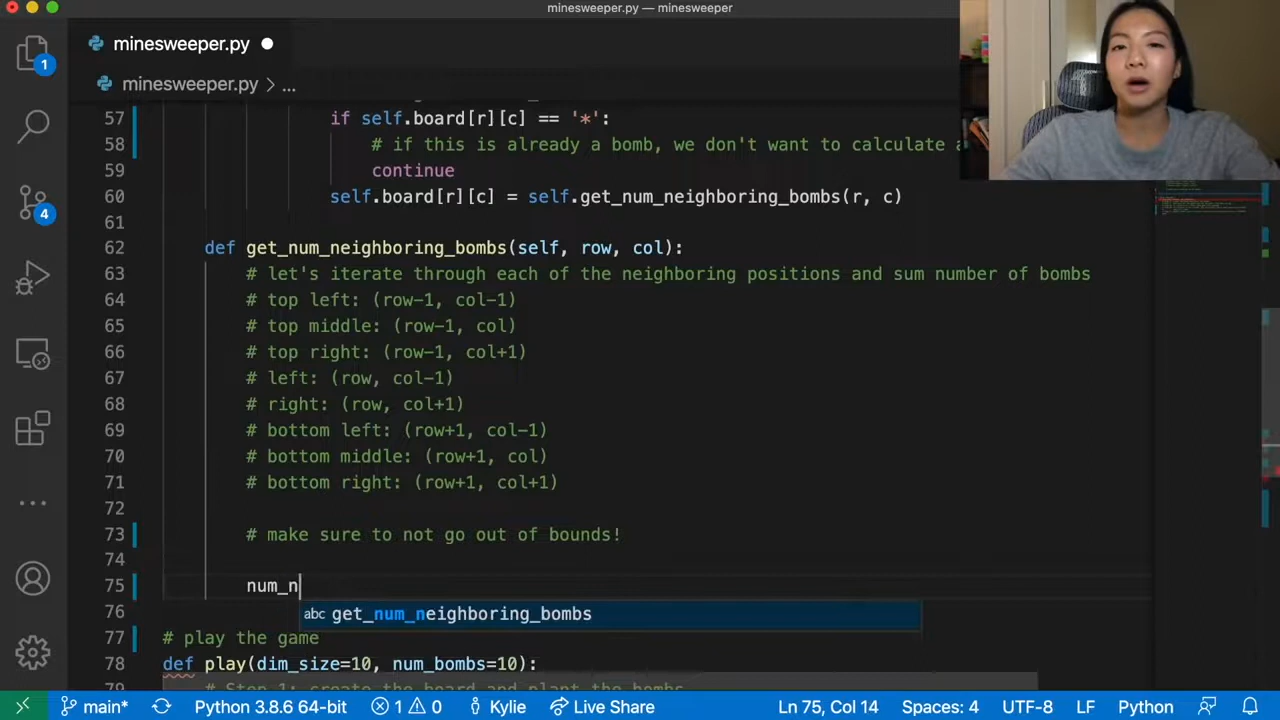 minesweeper.py — minesweeper
minesweeper.py
minesweeper.py > ...
57 if self.board[r][c] == '*':
58 # if this is already a bomb, we don't want to calculate a
59 continue
60 self.board[r][c] = self.get_num_neighboring_bombs(r, c)
61
62 def get_num_neighboring_bombs(self, row, col):
63 # let's iterate through each of the neighboring positions and sum number of bombs
64 # top left: (row-1, col-1)
65 # top middle: (row-1, col)
66 # top right: (row-1, col+1)
67 # left: (row, col-1)
68 # right: (row, col+1)
69 # bottom left: (row+1, col-1)
70 # bottom middle: (row+1, col)
71 # bottom right: (row+1, col+1)
72
73 # make sure to not go out of bounds!
74
75 num_n
abc get_num_neighboring_bombs
76
77 # play the game
78 def play(dim_size=10, num_bombs=10):
79 # Step 1: create the board and plant the bombs
1
4
main* Python 3.8.6 64-bit 1 0 Kylie Live Share Ln 75, Col 14 Spaces: 4 UTF-8 LF Python